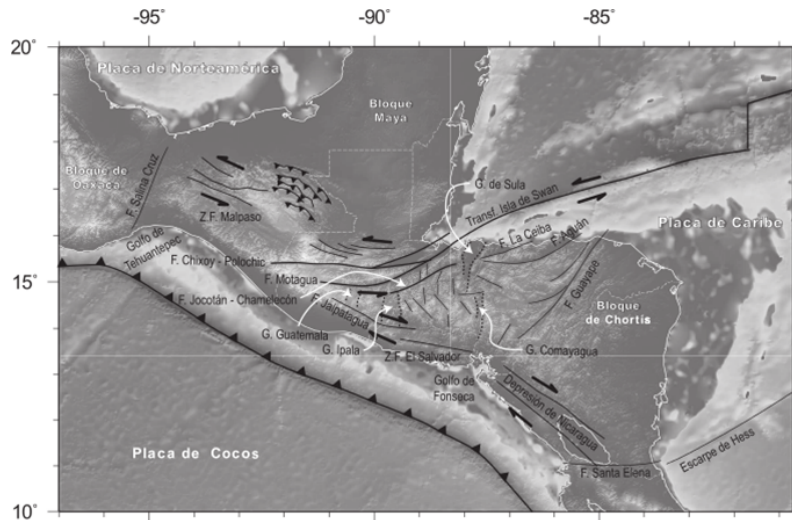 -95°
-90°
-85°
20°
15°
10°
Placa de Norteamérica
Bloque
Maya
Bloque de
Oaxaca
F. Salina Cruz
Z.F. Malpaso
G. de Sula
Transf. Isla de Swan
Placa de Caribe
F. La Ceiba
F. Aguán
Golfo de
Tehuantepec
F. Chixoy - Polochic
F. Motagua
F. Guayape
F. Jocotán - Chamelecón
F. Jalpatagua
Bloque
de Chortis
G. Guatemala
G. Ipala
Z.F. El Salvador
G. Comayagua
Golfo de
Fonseca
Depresión de Nicaragua
Placa de Cocos
F. Santa Elena
Escarpe de Hess